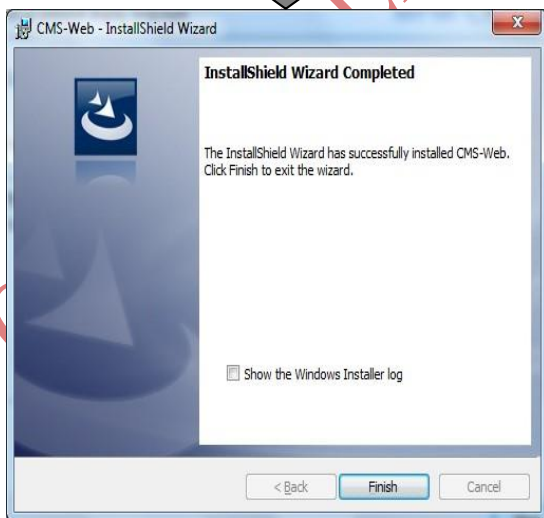 CMS-Web - InstallShield Wizard
InstallShield Wizard Completed
The InstallShield Wizard has successfully installed CMS-Web.
Click Finish to exit the wizard.
Show the Windows Installer log
< Back
Finish
Cancel